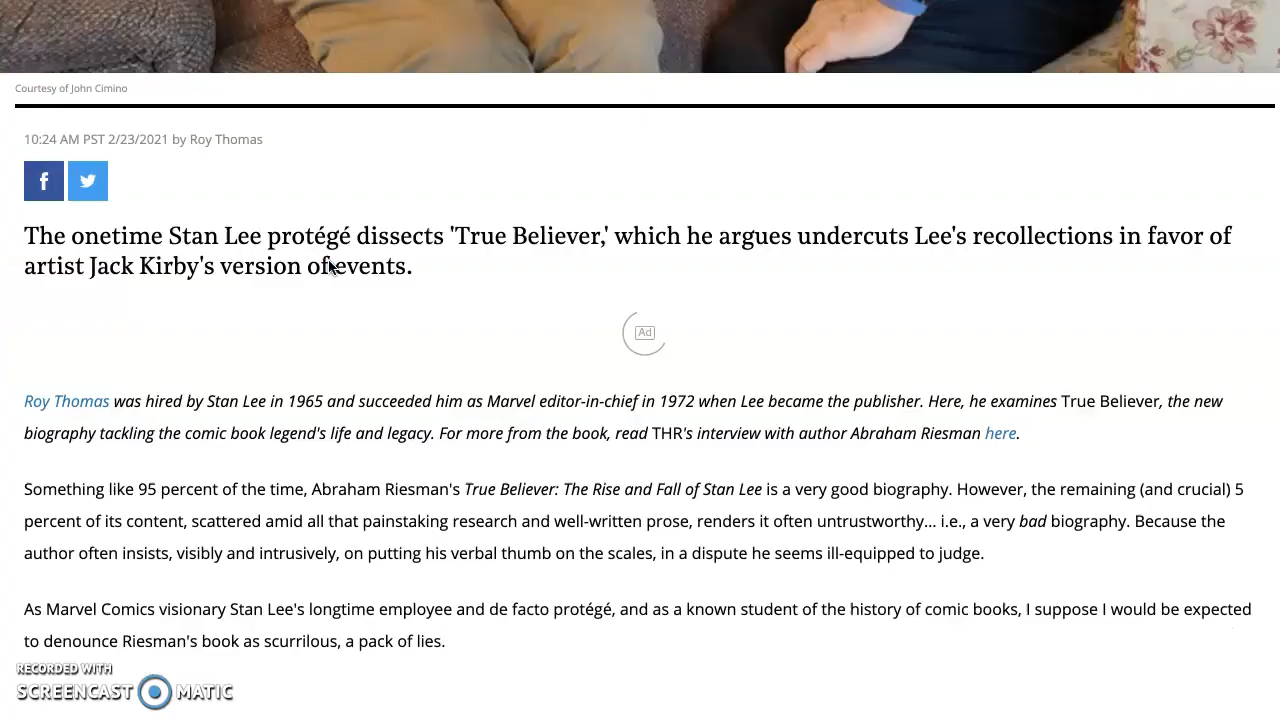 Courtesy of John Cimino
10:24 AM PST 2/23/2021 by Roy Thomas
f
The onetime Stan Lee protégé dissects 'True Believer,' which he argues undercuts Lee's recollections in favor of
artist Jack Kirby's version of events.
Ad
Roy Thomas was hired by Stan Lee in 1965 and succeeded him as Marvel editor-in-chief in 1972 when Lee became the publisher. Here, he examines True Believer, the new
biography tackling the comic book legend's life and legacy. For more from the book, read THR's interview with author Abraham Riesman here.
Something like 95 percent of the time, Abraham Riesman's True Believer: The Rise and Fall of Stan Lee is a very good biography. However, the remaining (and crucial) 5
percent of its content, scattered amid all that painstaking research and well-written prose, renders it often untrustworthy... i.e., a very bad biography. Because the
author often insists, visibly and intrusively, on putting his verbal thumb on the scales, in a dispute he seems ill-equipped to judge.
As Marvel Comics visionary Stan Lee's longtime employee and de facto protégé, and as a known student of the history of comic books, I suppose I would be expected
to denounce Riesman's book as scurrilous, a pack of lies.
RECORDED WITH
SCREENCAST MATIC